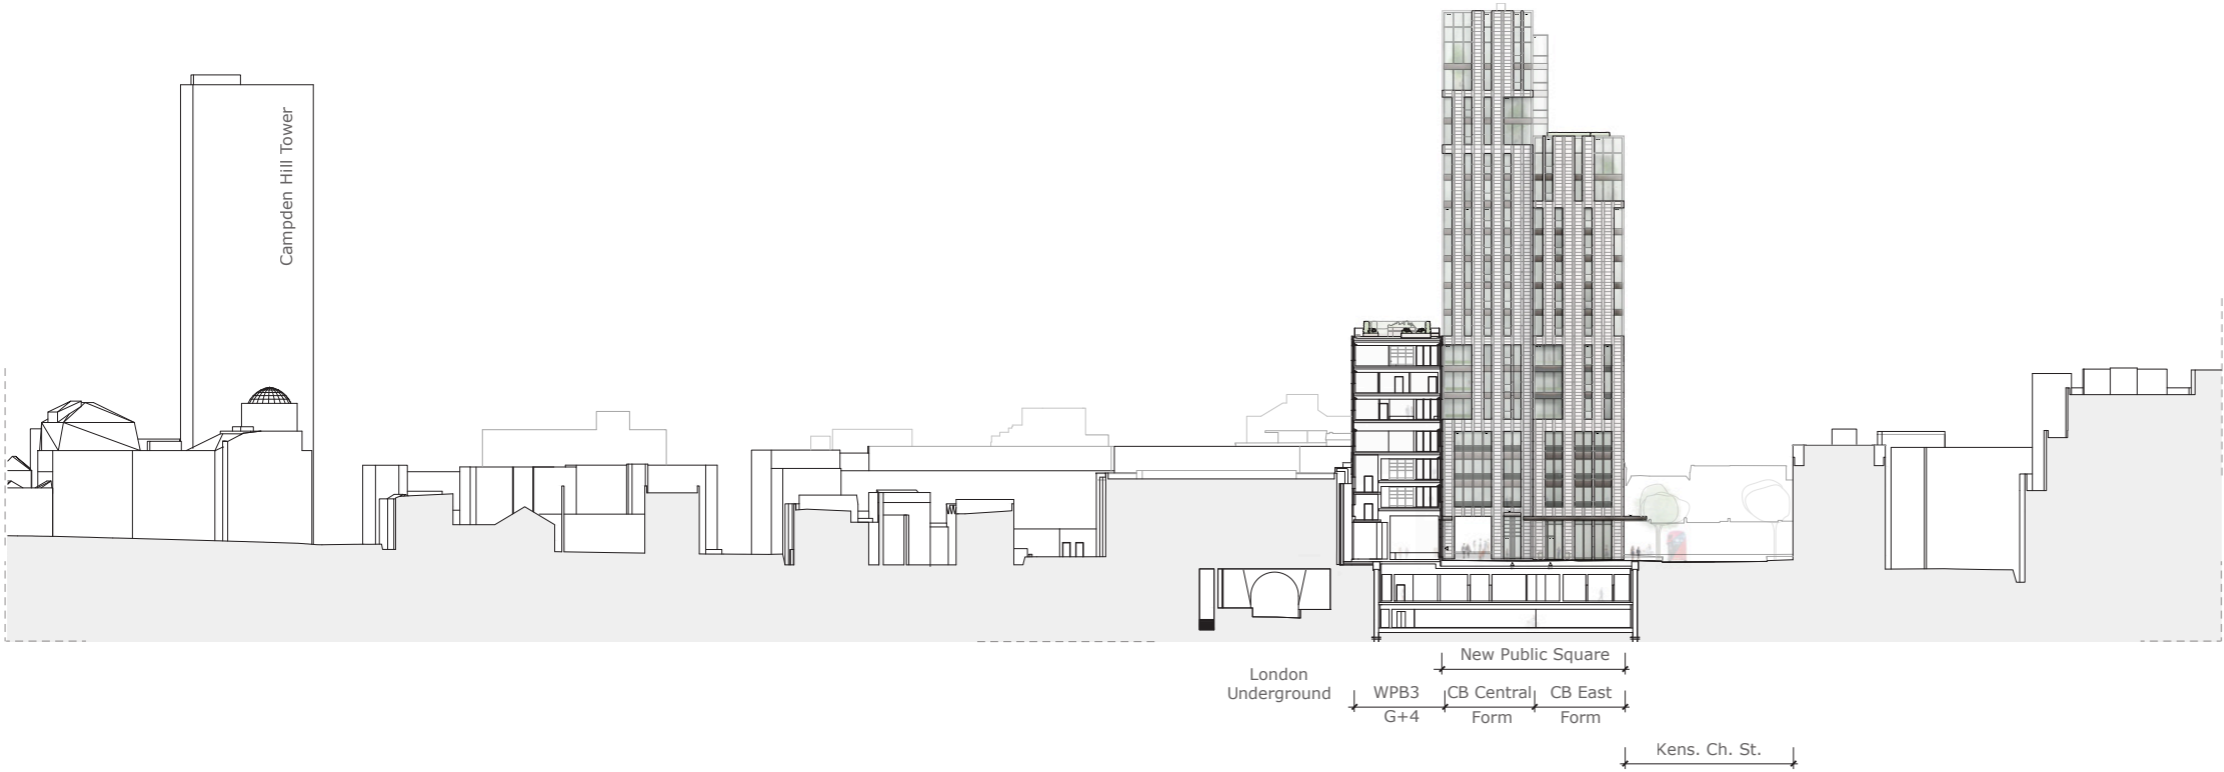 Campden Hill Tower
New Public Square
London
Underground
WPB3
G+4
CB Central
Form
CB East
Form
Kens. Ch. St.